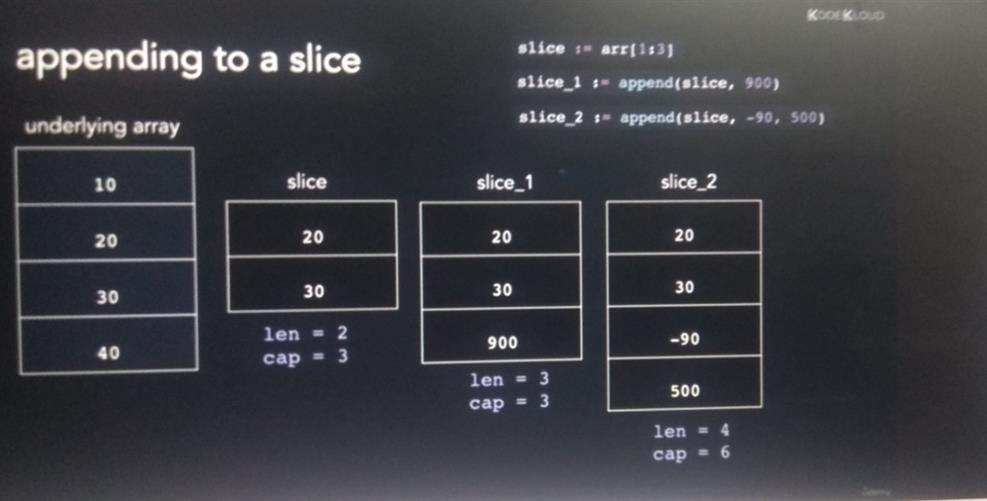 KODEKLOUD
appending to a slice
slice := arr[1:3]
slice_1 := append(slice, 900)
slice_2 := append(slice, -90, 500)
underlying array
10
20
30
40
slice
20
30
len = 2
cap = 3
slice_1
20
30
900
len = 3
cap = 3
slice_2
20
30
-90
500
len = 4
cap = 6
Udemy